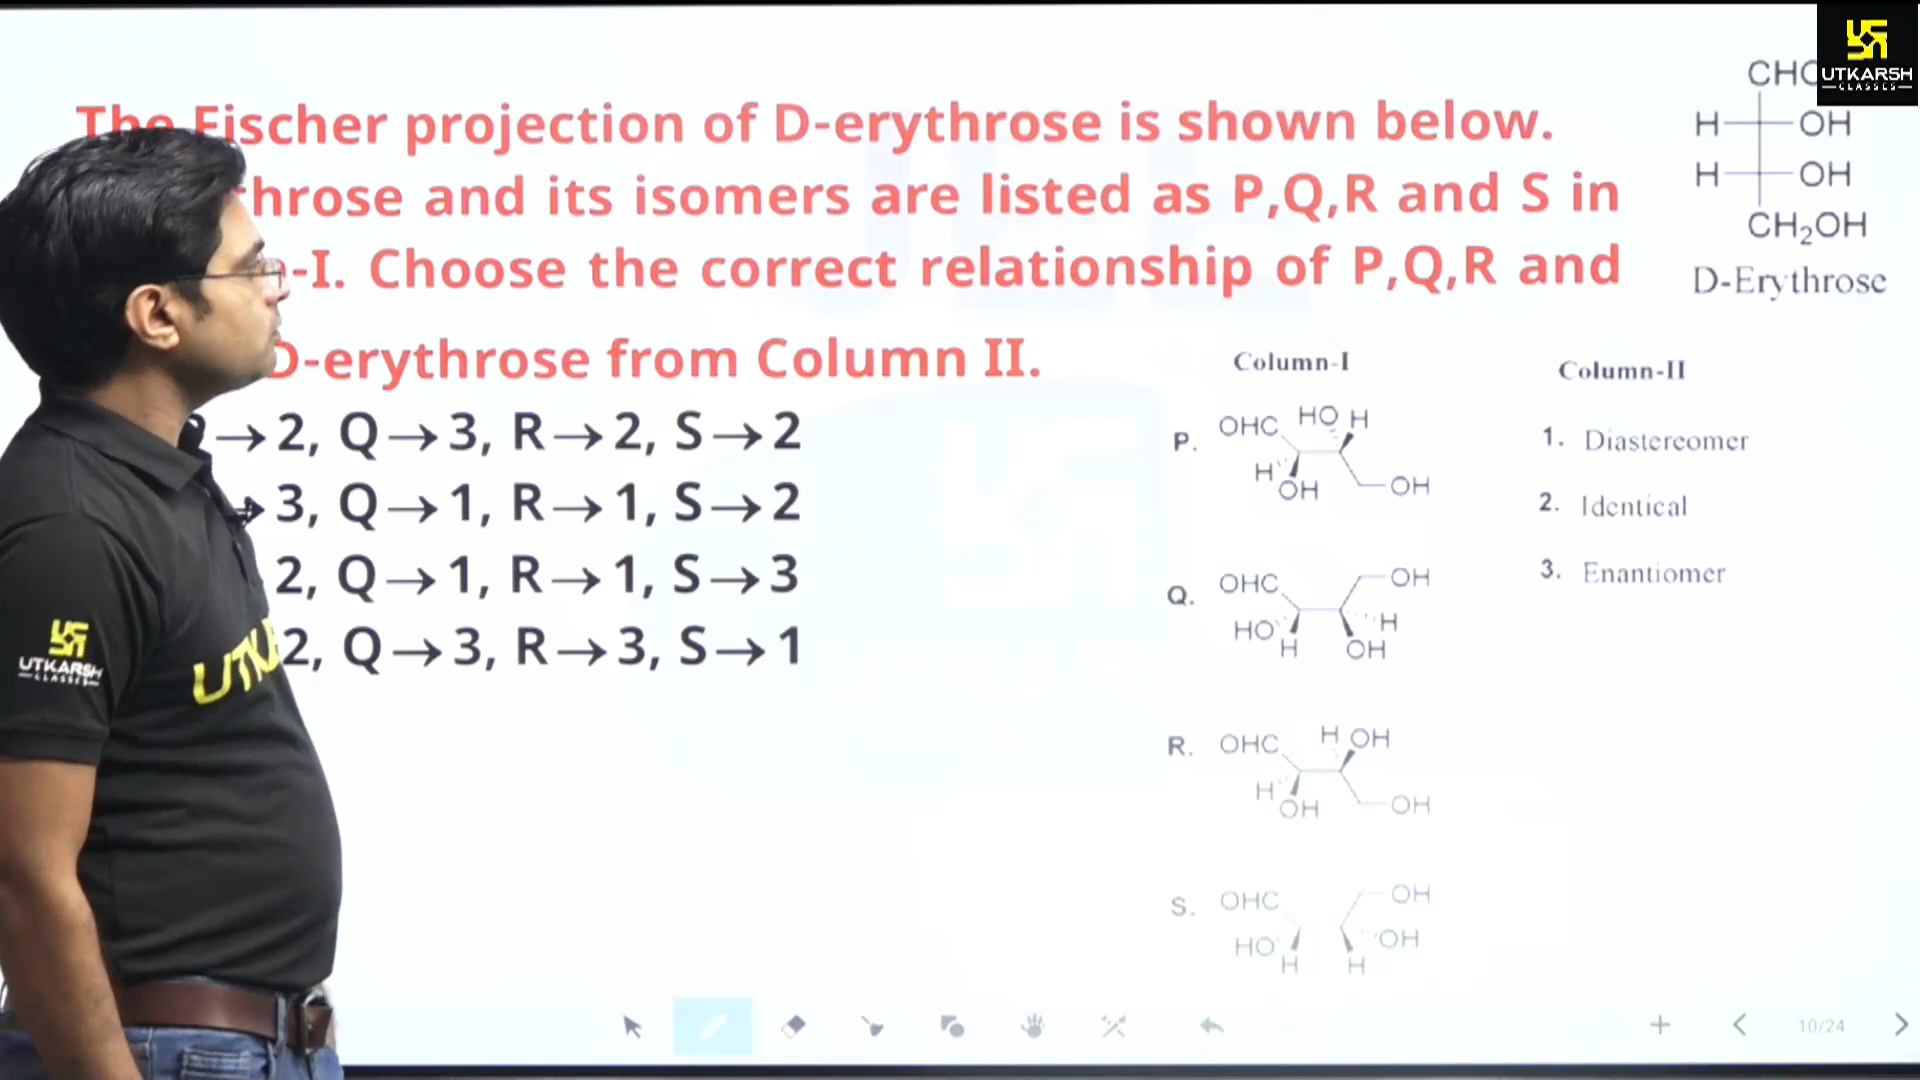 UTKARSH
CLASSES
The Fischer projection of D-erythrose is shown below.
throse and its isomers are listed as P,Q,R and S in
-I. Choose the correct relationship of P,Q,R and
D-erythrose from Column II.
→2, Q→3, R→2, S→2
→3, Q→1, R→1, S→2
2, Q→1, R→1, S→3
2, Q→3, R→3, S→1
H OH
H OH
CH₂OH
D-Erythrose
Column-I
P. OHC HO H
H OH OH
Q. OHC OH
HO H OH H
R. OHC H OH
H OH OH
S. OHC OH
HO H H OH
Column-II
1. Diastereomer
2. Identical
3. Enantiomer
UTKARSH
CLASSES
10/24